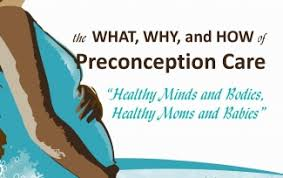 the WHAT, WHY, and HOW of
Preconception Care
"Healthy Minds and Bodies,
Healthy Moms and Babies"